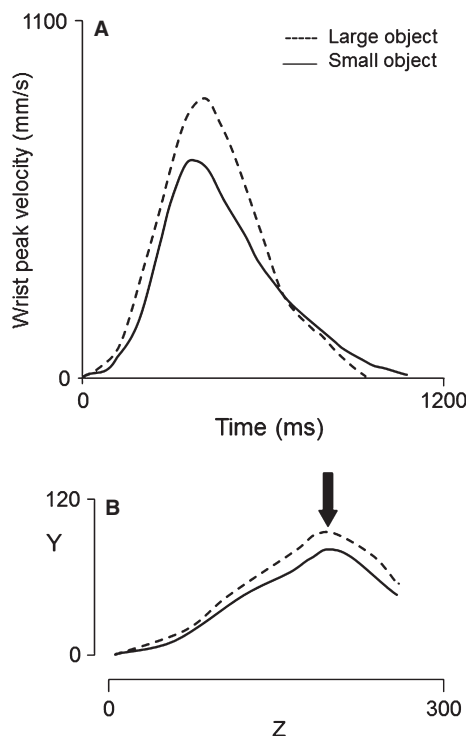 1100
A
Large object
Small object
Wrist peak velocity (mm/s)
0
0
1200
Time (ms)
120
B
Y
0
0
300
Z